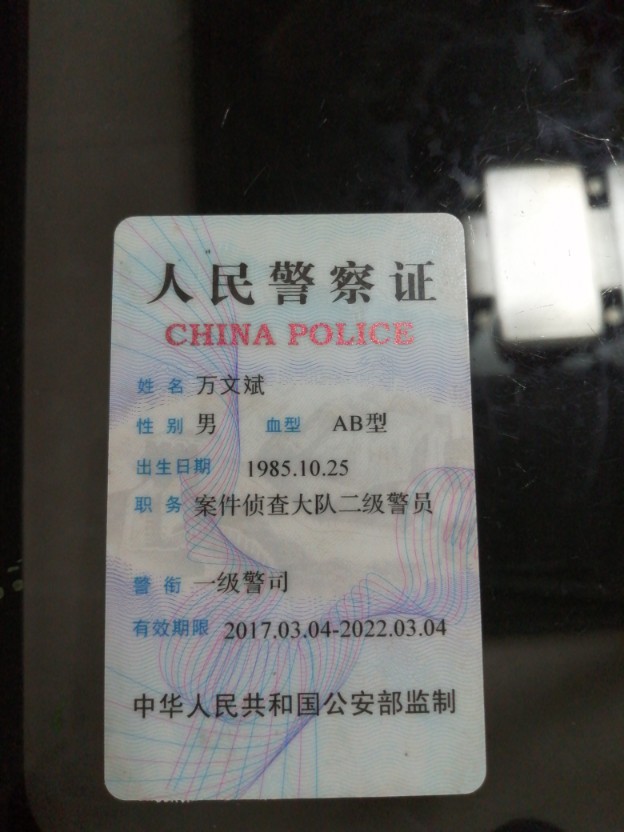 人民警察证
CHINA POLICE
姓名 万文斌
性别 男 血型 AB型
出生日期 1985.10.25
职务 案件侦查大队二级警员
警衔 一级警司
有效期限 2017.03.04-2022.03.04
中华人民共和国公安部监制